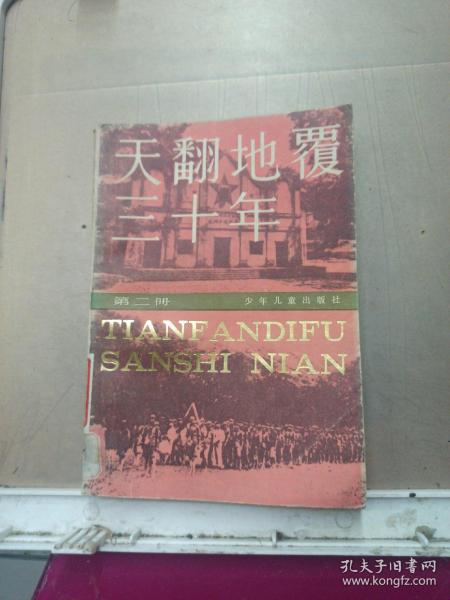 天翻地覆
三十年
第二冊 少年儿童出版社
TIANFANDIFU
SANSHI NIAN
孔夫子旧书网
www.kongfz.com